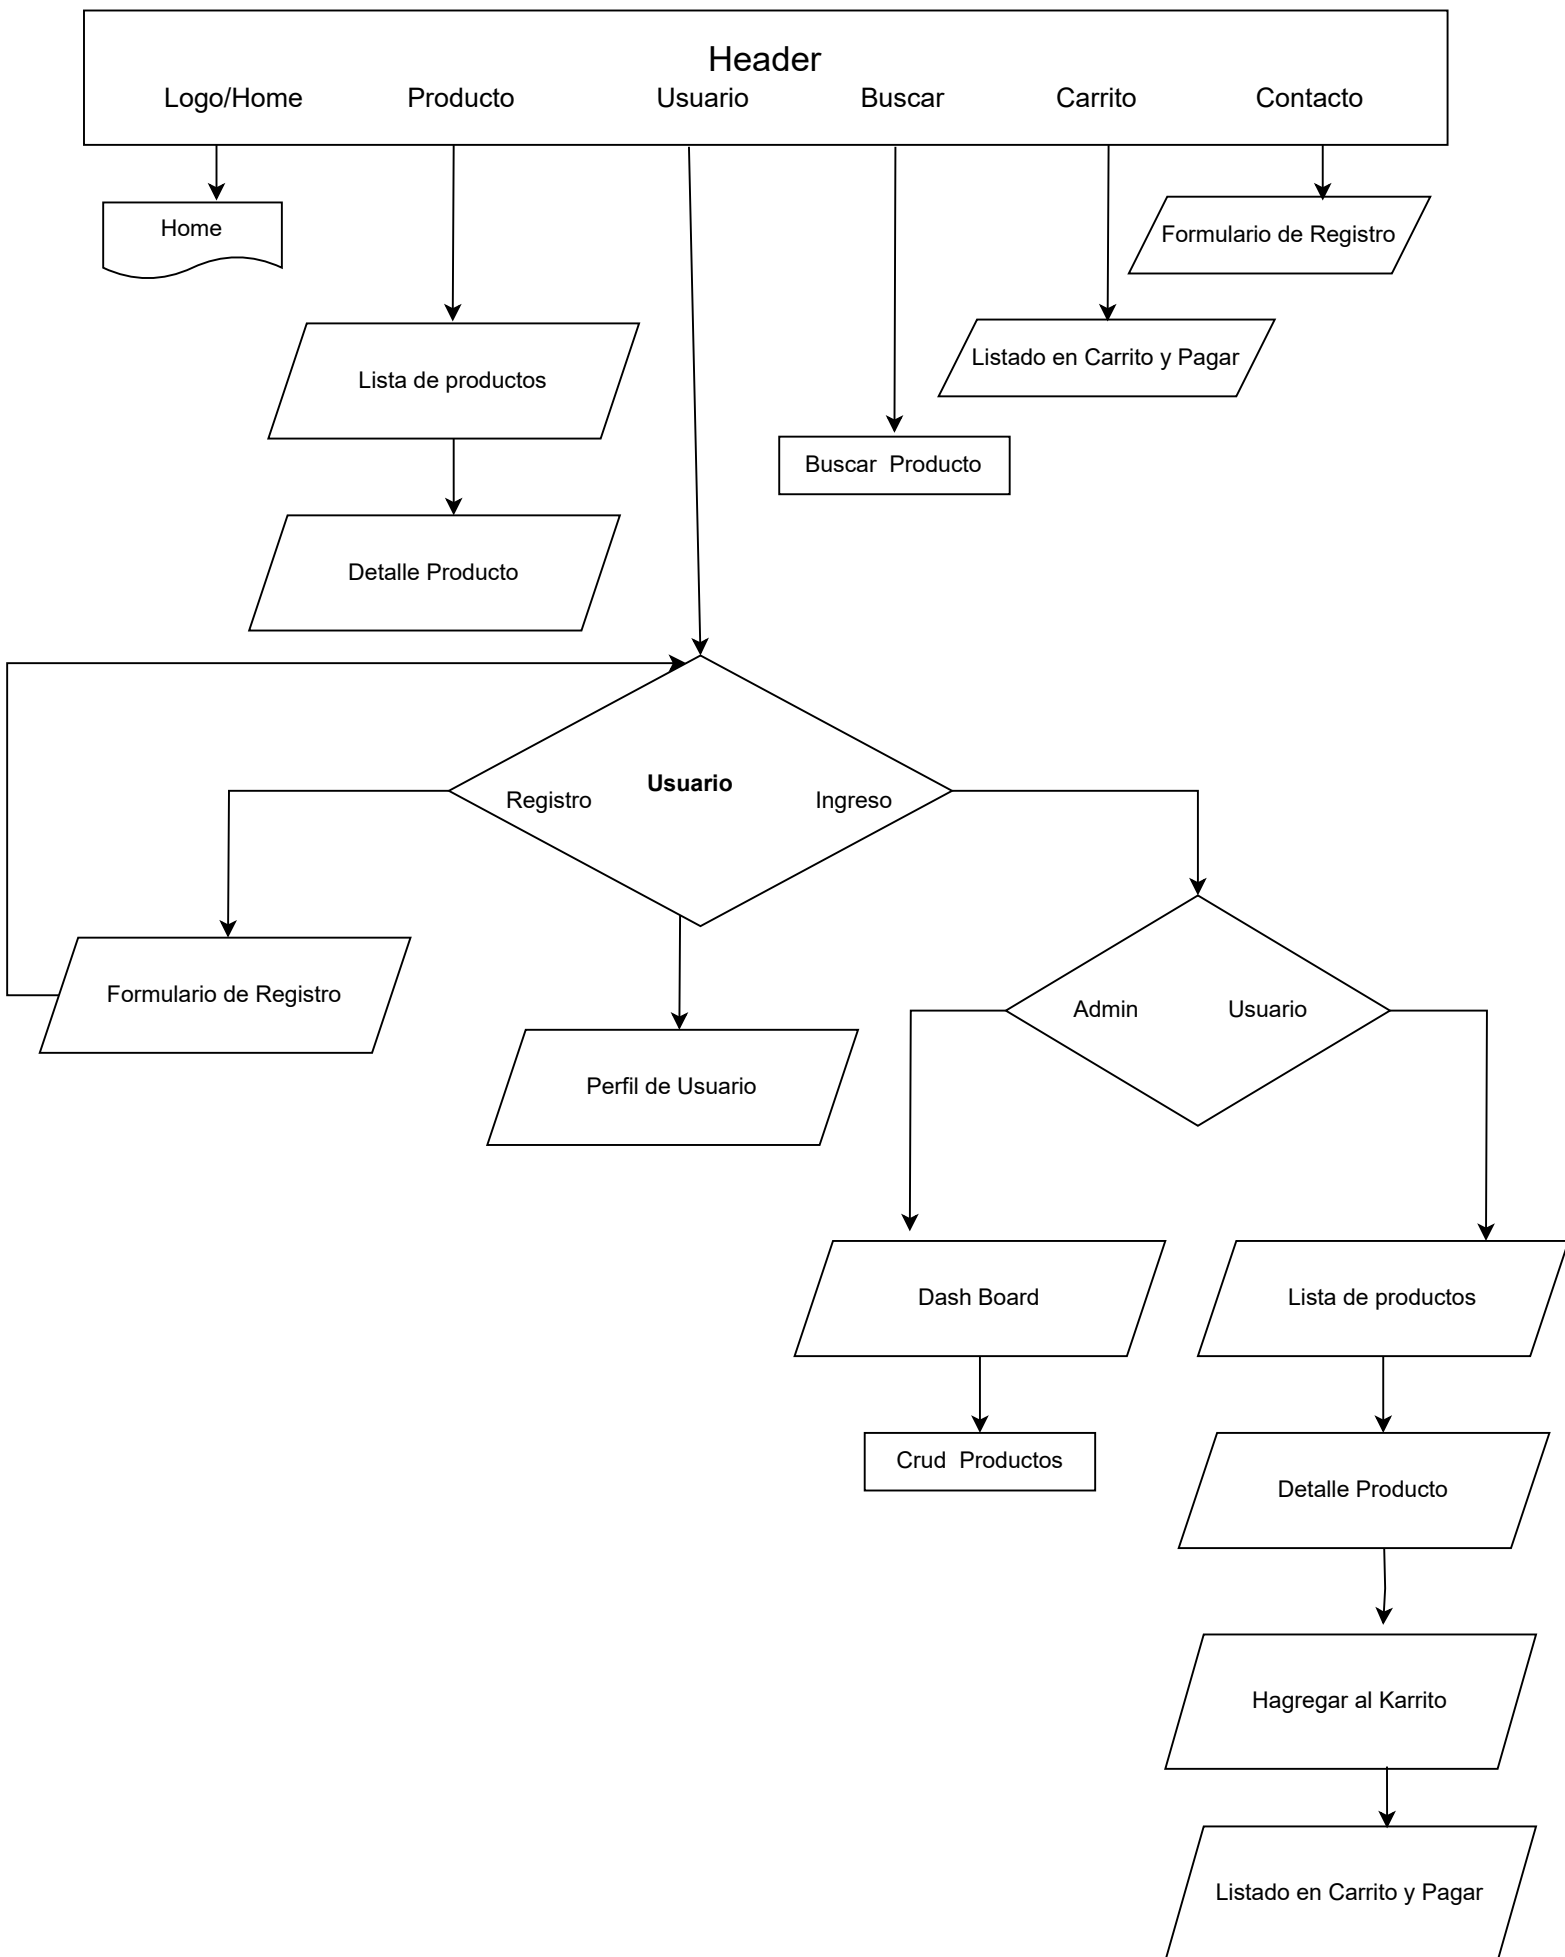 Header
Logo/Home
Producto
Usuario
Buscar
Carrito
Contacto
Home
Formulario de Registro
Lista de productos
Listado en Carrito y Pagar
Buscar  Producto
Detalle Producto
Usuario
Registro
Ingreso
Formulario de Registro
Perfil de Usuario
Admin
Usuario
Dash Board
Lista de productos
Crud  Productos
Detalle Producto
Hagregar al Karrito
Listado en Carrito y Pagar